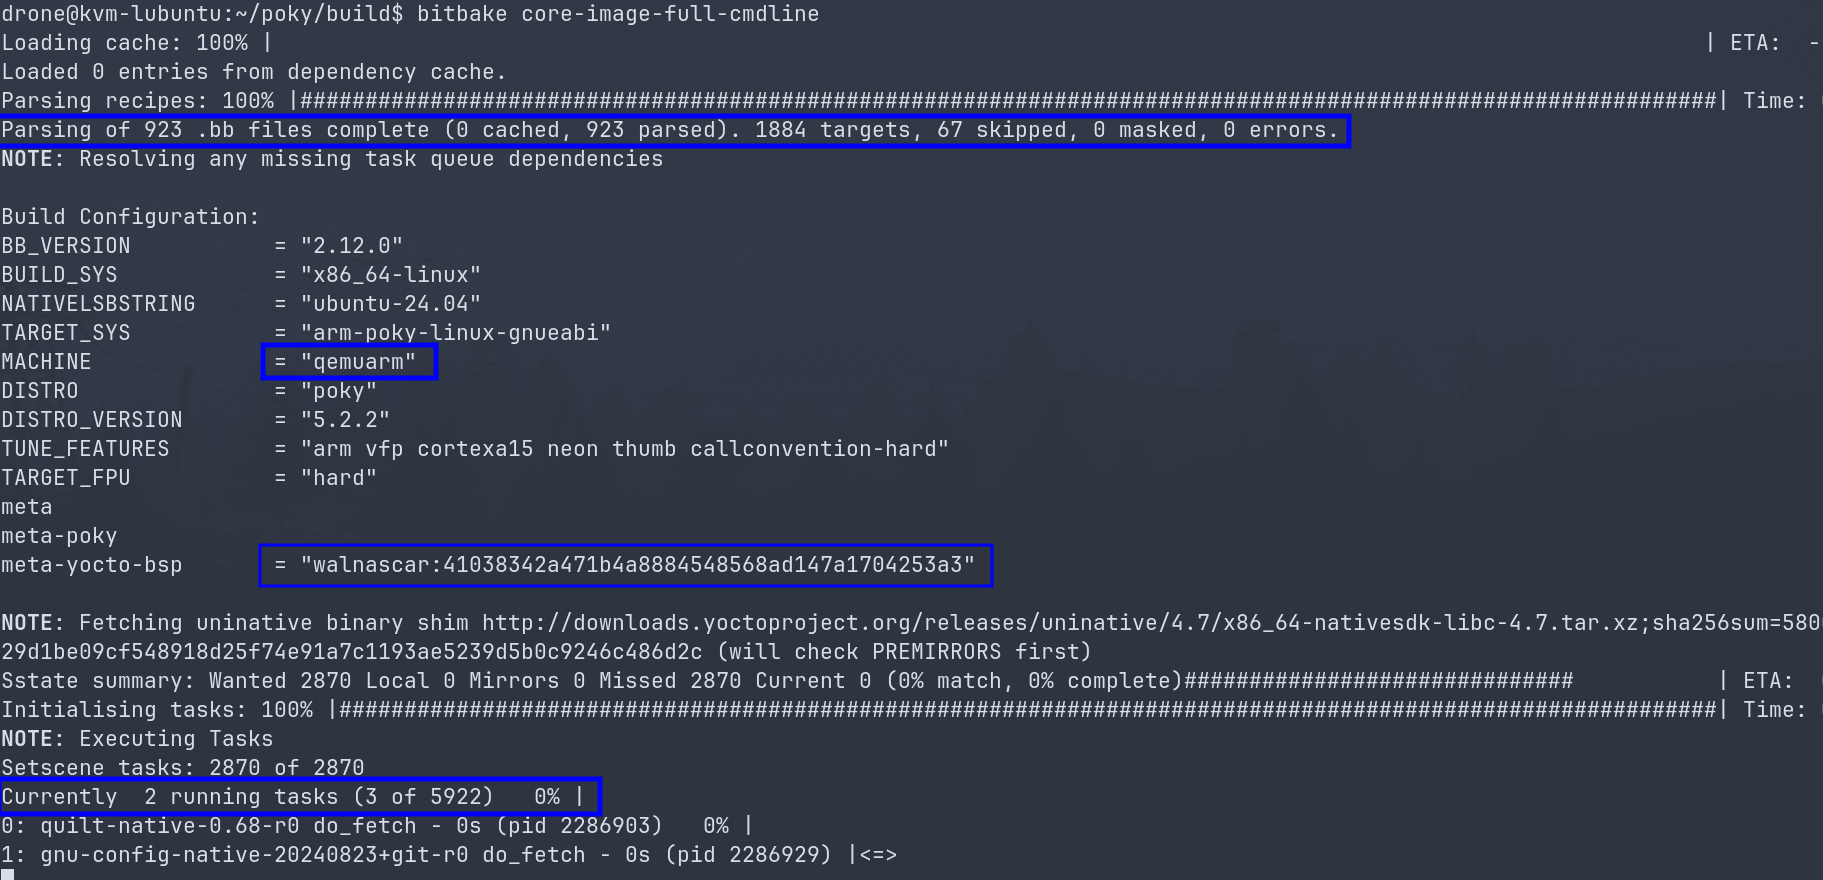 drone@kvm-lubuntu:~/poky/build$ bitbake core-image-full-cmdline
Loading cache: 100% | | ETA: -
Loaded 0 entries from dependency cache.
Parsing recipes: 100% |#############################################################################################################| Time:
Parsing of 923 .bb files complete (0 cached, 923 parsed). 1884 targets, 67 skipped, 0 masked, 0 errors.
NOTE: Resolving any missing task queue dependencies
Build Configuration:
BB_VERSION = "2.12.0"
BUILD_SYS = "x86_64-linux"
NATIVELSBSTRING = "ubuntu-24.04"
TARGET_SYS = "arm-poky-linux-gnueabi"
MACHINE = "qemuarm"
DISTRO = "poky"
DISTRO_VERSION = "5.2.2"
TUNE_FEATURES = "arm vfp cortexa15 neon thumb callconvention-hard"
TARGET_FPU = "hard"
meta
meta-poky
meta-yocto-bsp = "walnascar:41038342a471b4a8884548568ad147a1704253a3"
NOTE: Fetching uninative binary shim http://downloads.yoctoproject.org/releases/uninative/4.7/x86_64-nativesdk-libc-4.7.tar.xz;sha256sum=580
29d1be09cf548918d25f74e91a7c1193ae5239d5b0c9246c486d2c (will check PREMIRRORS first)
Sstate summary: Wanted 2870 Local 0 Mirrors 0 Missed 2870 Current 0 (0% match, 0% complete)############################## | ETA:
Initialising tasks: 100% |##########################################################################################################| Time:
NOTE: Executing Tasks
Setscene tasks: 2870 of 2870
Currently 2 running tasks (3 of 5922) 0% |
0: quilt-native-0.68-r0 do_fetch - 0s (pid 2286903) 0% |
1: gnu-config-native-20240823+git-r0 do_fetch - 0s (pid 2286929) |<=>